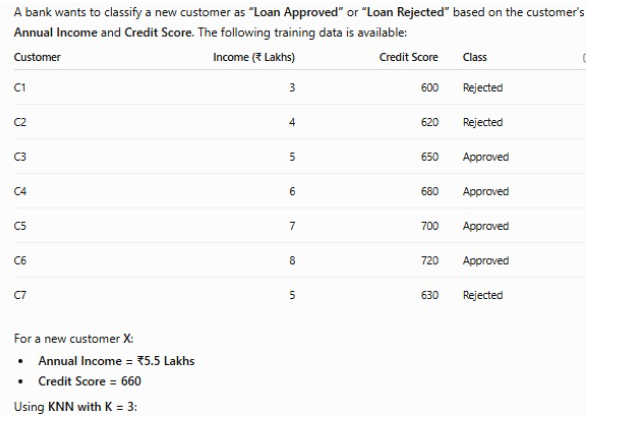 A bank wants to classify a new customer as "Loan Approved" or "Loan Rejected" based on the customer's
Annual Income and Credit Score. The following training data is available:
Customer Income (₹ Lakhs) Credit Score Class
C1 3 600 Rejected
C2 4 620 Rejected
C3 5 650 Approved
C4 6 680 Approved
C5 7 700 Approved
C6 8 720 Approved
C7 5 630 Rejected
For a new customer X:
• Annual Income = ₹5.5 Lakhs
• Credit Score = 660
Using KNN with K = 3: